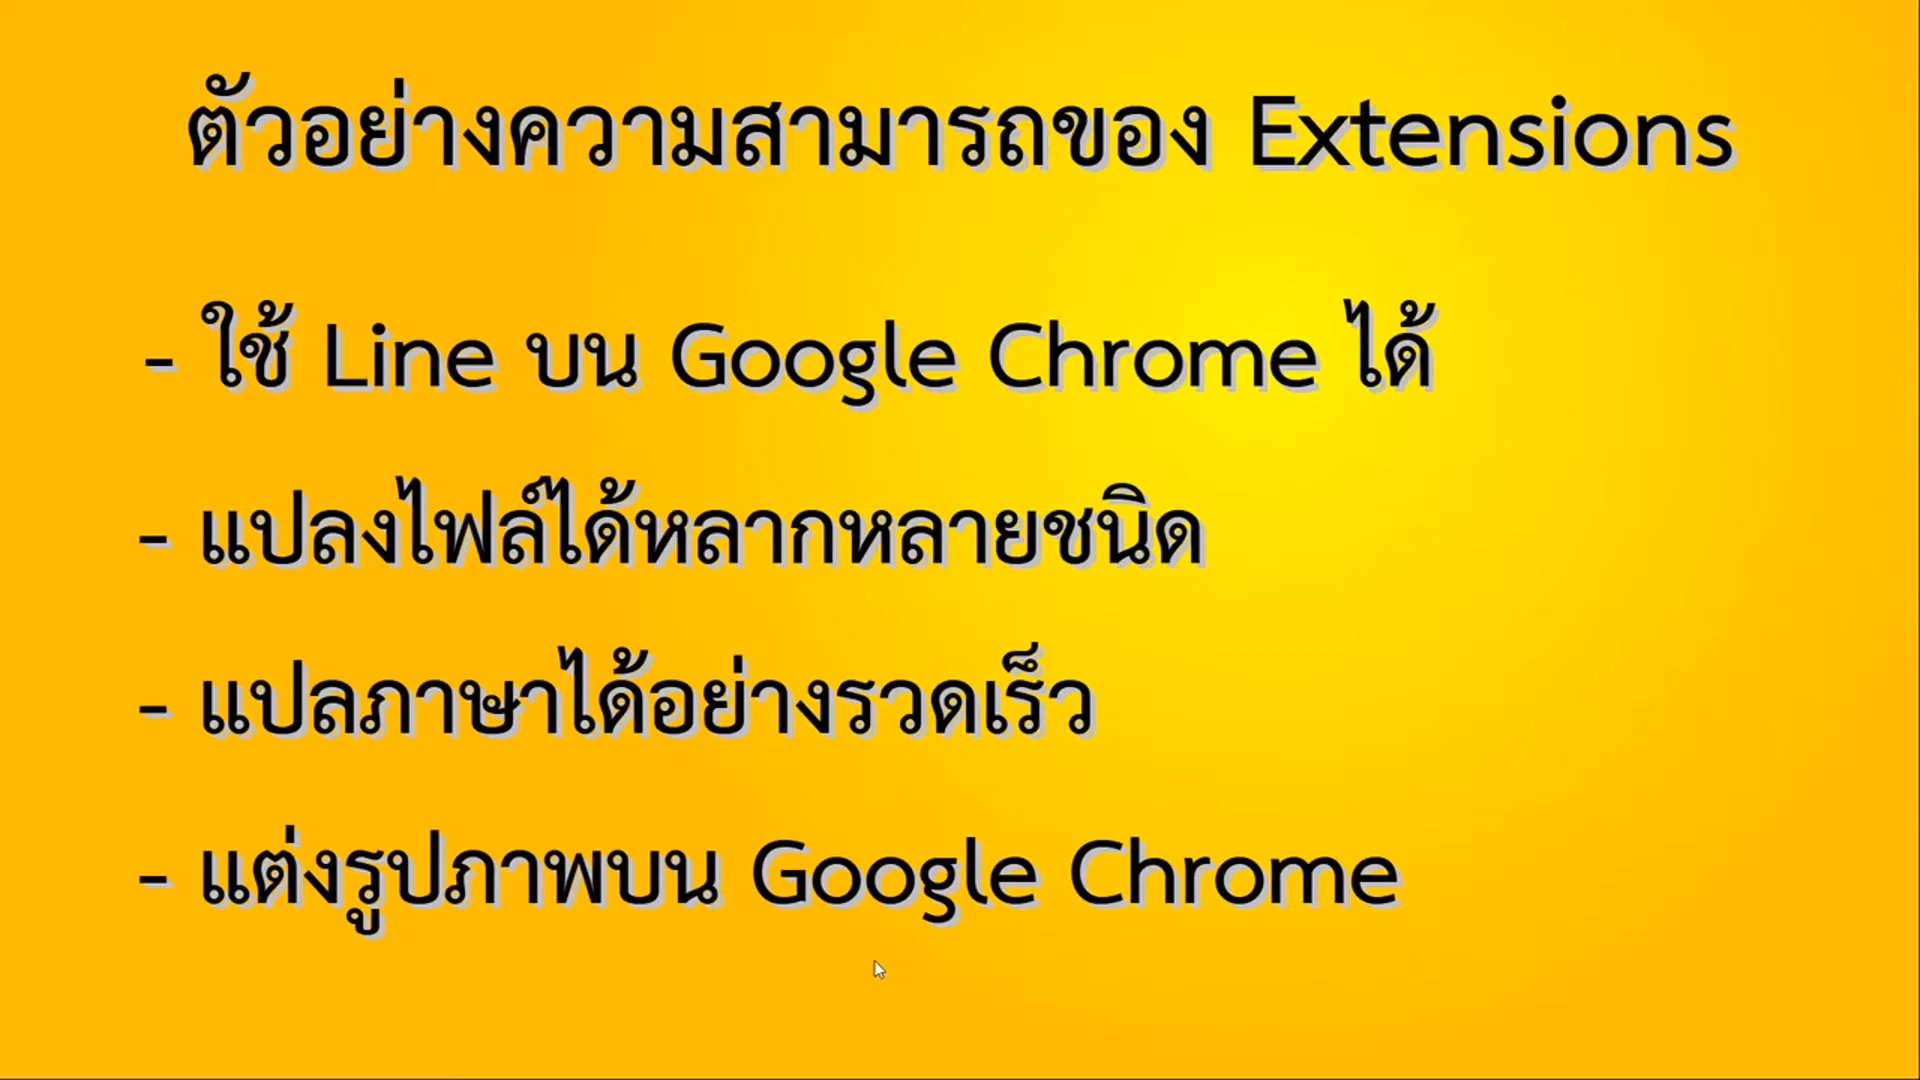 ตัวอย่างความสามารถของ Extensions
- ใช้ Line บน Google Chrome ได้
- แปลงไฟล์ได้หลากหลายชนิด
- แปลภาษาได้อย่างรวดเร็ว
- แต่งรูปภาพบน Google Chrome